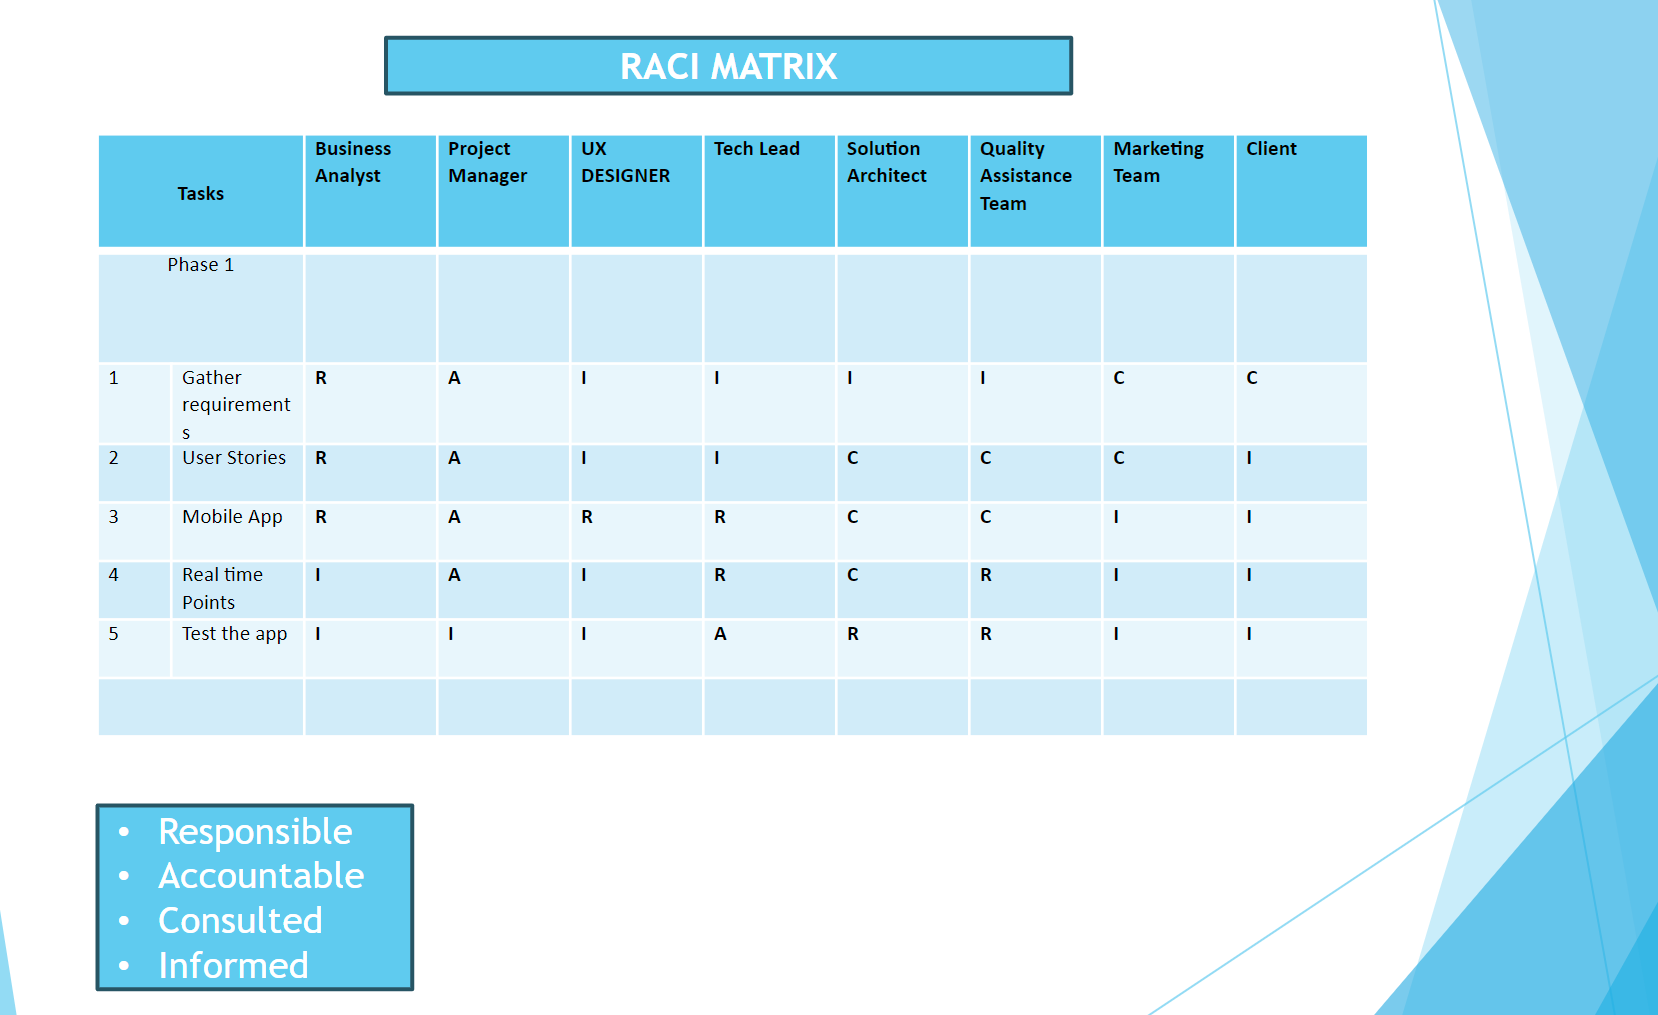 RACI MATRIX
Tasks
Business
Analyst
Project
Manager
UX
DESIGNER
Tech Lead
Solution
Architect
Quality
Assistance
Team
Marketing
Team
Client
Phase 1
1
Gather
requirement
s
R
A
I
I
I
I
C
C
2
User Stories
R
A
I
I
C
C
C
I
3
Mobile App
R
A
R
R
C
C
I
I
4
Real time
Points
I
A
I
R
C
R
I
I
5
Test the app
I
I
I
A
R
R
I
I
• Responsible
• Accountable
• Consulted
• Informed